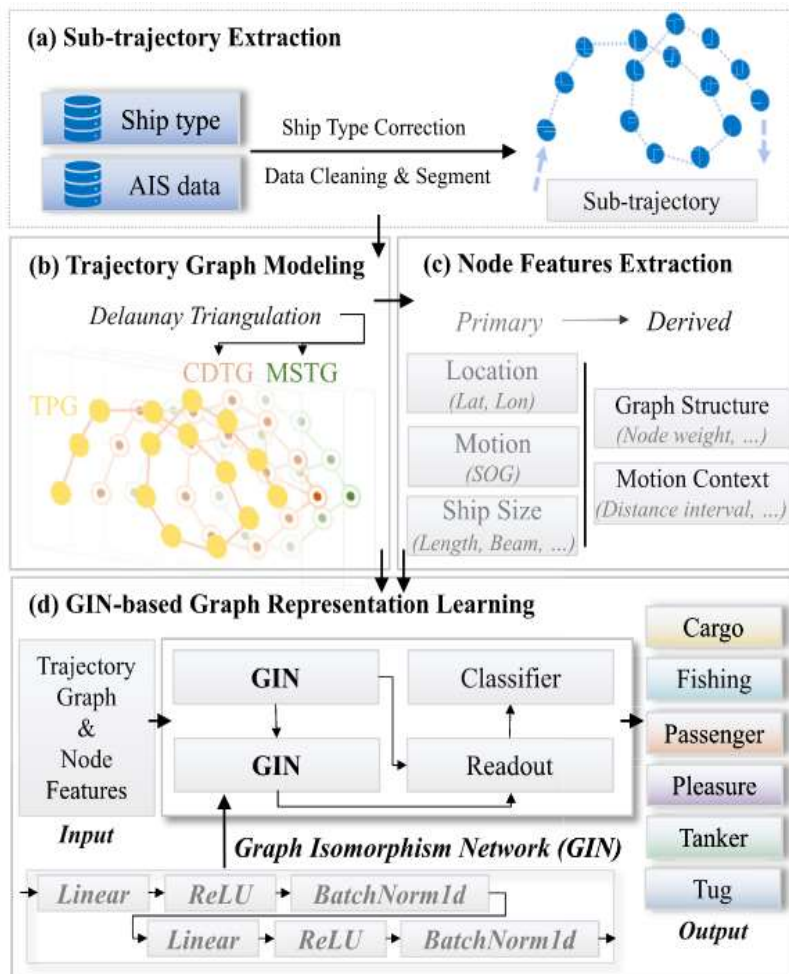 (a) Sub-trajectory Extraction
Ship type
AIS data
Ship Type Correction
Data Cleaning & Segment
Sub-trajectory
(b) Trajectory Graph Modeling
Delaunay Triangulation
CDTG MSTG
TPG
(c) Node Features Extraction
Primary
Derived
Location
(Lat, Lon)
Motion
(SOG)
Ship Size
(Length, Beam, ...)
Graph Structure
(Node weight, ...)
Motion Context
(Distance interval, ...)
(d) GIN-based Graph Representation Learning
Trajectory
Graph
&
Node
Features
Input
GIN
GIN
Classifier
Readout
Graph Isomorphism Network (GIN)
Linear
ReLU
BatchNorm1d
Linear
ReLU
BatchNorm1d
Cargo
Fishing
Passenger
Pleasure
Tanker
Tug
Output